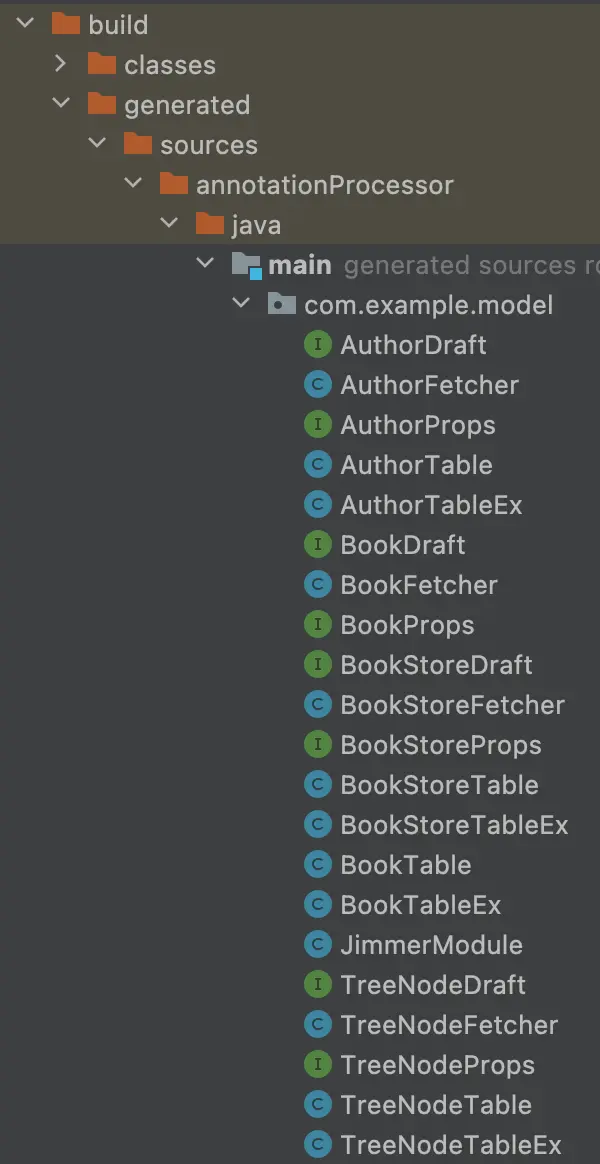 build
classes
generated
sources
annotationProcessor
java
main generated sources ro
com.example.model
I AuthorDraft
C AuthorFetcher
I AuthorProps
C AuthorTable
C AuthorTableEx
I BookDraft
C BookFetcher
I BookProps
I BookStoreDraft
C BookStoreFetcher
I BookStoreProps
C BookStoreTable
C BookStoreTableEx
C BookTable
C BookTableEx
C JimmerModule
I TreeNodeDraft
C TreeNodeFetcher
I TreeNodeProps
C TreeNodeTable
C TreeNodeTableEx